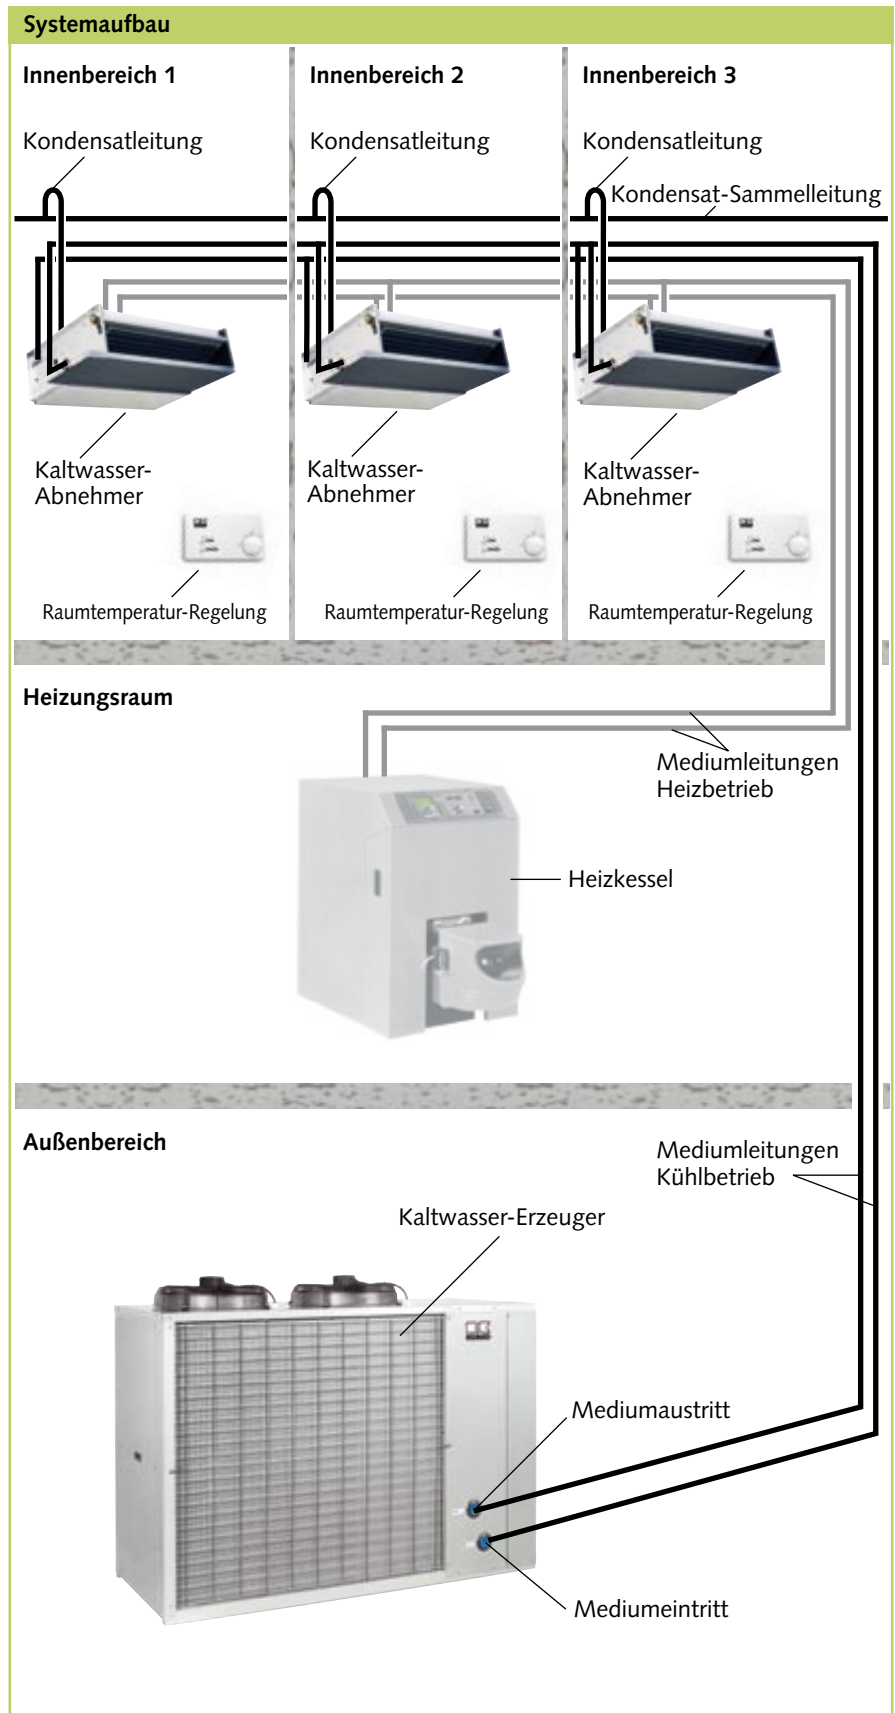 Systemaufbau
Innenbereich 1
Innenbereich 2
Innenbereich 3
Kondensatleitung
Kondensatleitung
Kondensatleitung
Kondensat-Sammelleitung
Kaltwasser-
Abnehmer
Kaltwasser-
Abnehmer
Kaltwasser-
Abnehmer
Raumtemperatur-Regelung
Raumtemperatur-Regelung
Raumtemperatur-Regelung
Heizungsraum
Mediumleitungen
Heizbetrieb
Heizkessel
Außenbereich
Mediumleitungen
Kühlbetrieb
Kaltwasser-Erzeuger
Mediumaustritt
Mediumeintritt